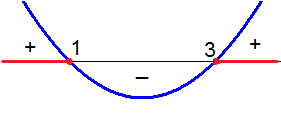 + 1 3 +
–